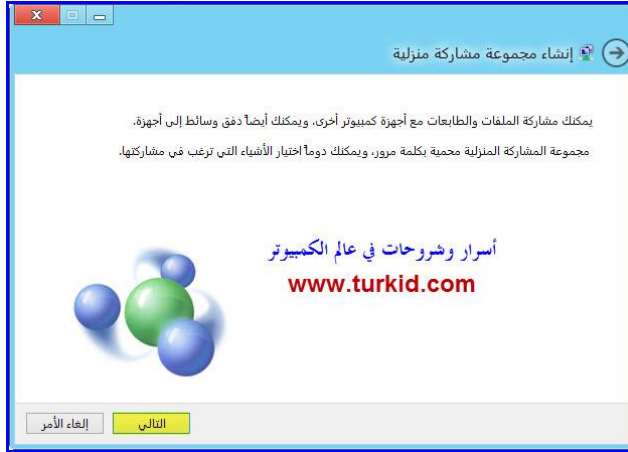 إنشاء مجموعة مشاركة منزلية
يمكنك مشاركة الملفات والطابعات مع أجهزة كمبيوتر أخرى، ويمكنك أيضاً دفق وسائط إلى أجهزة.
مجموعة المشاركة المنزلية محمية بكلمة مرور، ويمكنك دوماً اختيار الأشياء التي ترغب في مشاركتها.
أسرار وشروحات في عالم الكمبيوتر
www.turkid.com
التالي
إلغاء الأمر